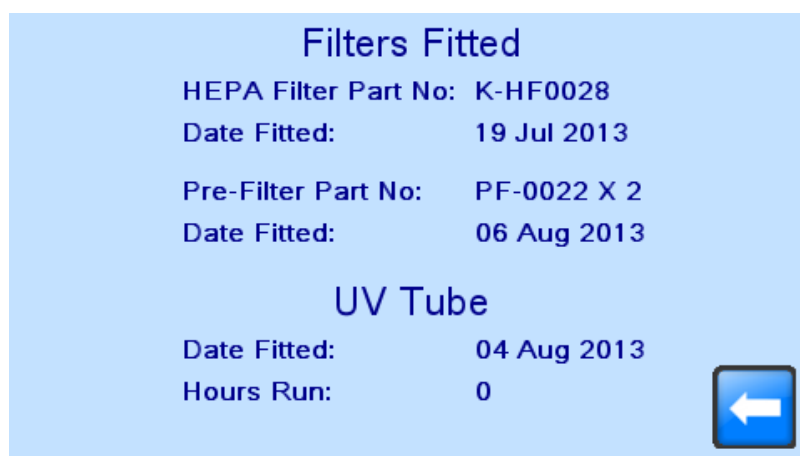 Filters Fitted
HEPA Filter Part No: K-HF0028
Date Fitted: 19 Jul 2013
Pre-Filter Part No: PF-0022 X 2
Date Fitted: 06 Aug 2013
UV Tube
Date Fitted: 04 Aug 2013
Hours Run: 0